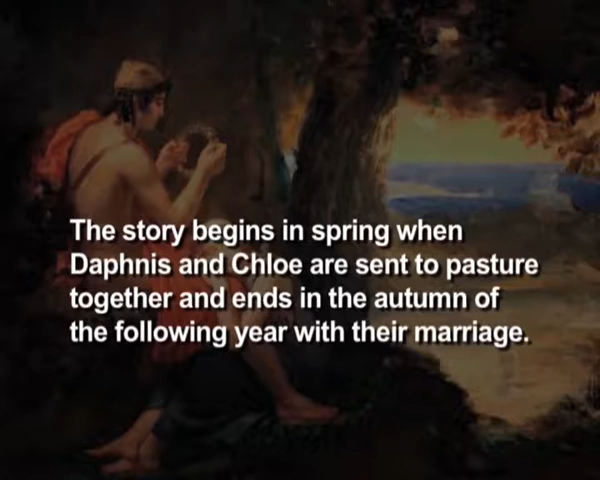 The story begins in spring when
Daphnis and Chloe are sent to pasture
together and ends in the autumn of
the following year with their marriage.